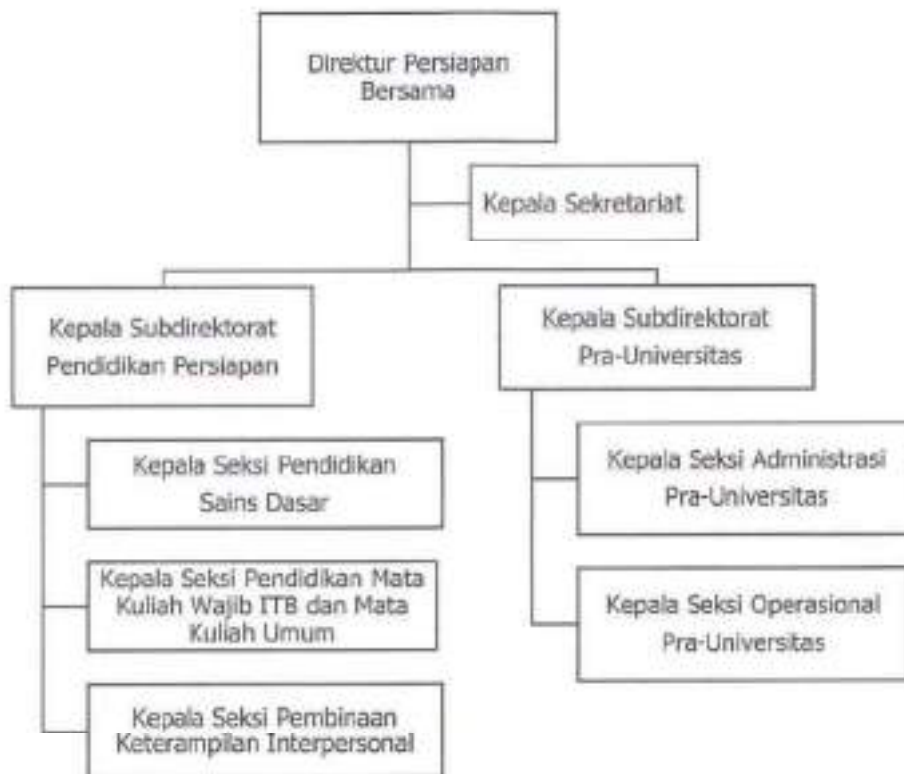 Direktur Persiapan
Bersama
Kepala Sekretariat
Kepala Subdirektorat
Pendidikan Persiapan
Kepala Subdirektorat
Pra-Universitas
Kepala Seksi Pendidikan
Sains Dasar
Kepala Seksi Pendidikan Mata
Kuliah Wajib ITB dan Mata
Kuliah Umum
Kepala Seksi Pembinaan
Keterampilan Interpersonal
Kepala Seksi Administrasi
Pra-Universitas
Kepala Seksi Operasional
Pra-Universitas